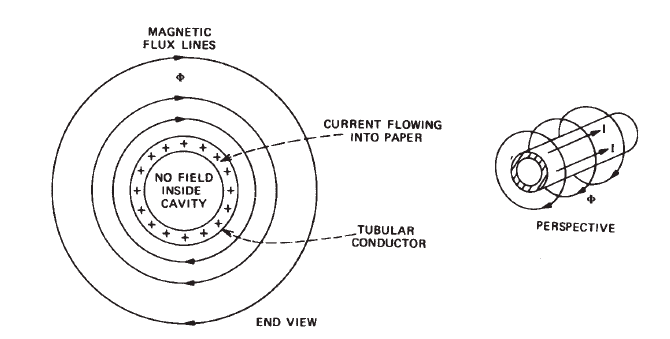 MAGNETIC
FLUX LINES
Φ
CURRENT FLOWING
INTO PAPER
NO FIELD
INSIDE
CAVITY
TUBULAR
CONDUCTOR
END VIEW
I
I
Φ
PERSPECTIVE